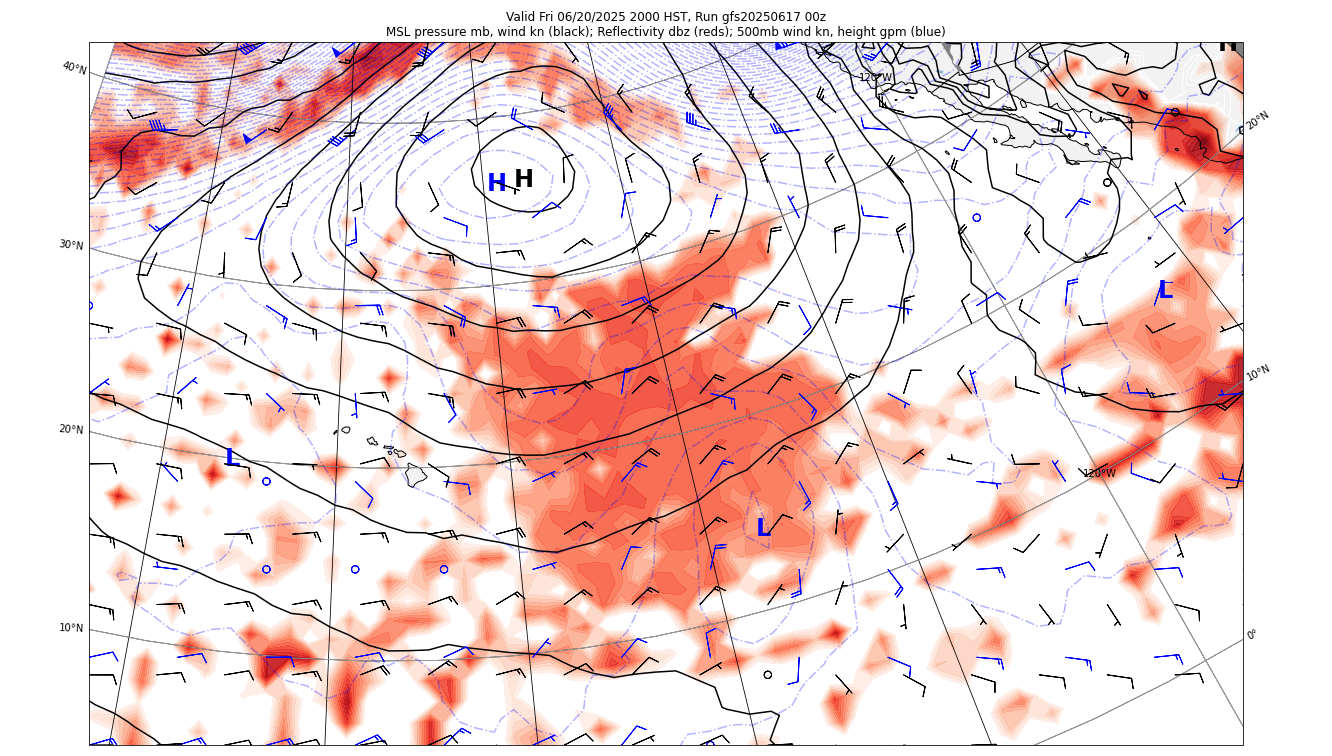 Valid Fri 06/20/2025 2000 HST, Run gfs20250617 00z
MSL pressure mb, wind kn (black); Reflectivity dbz (reds); 500mb wind kn, height gpm (blue)
H
40°N
120°W
20°N
H H
30°N
L
10°N
20°N
L
120°W
L
10°N
0°